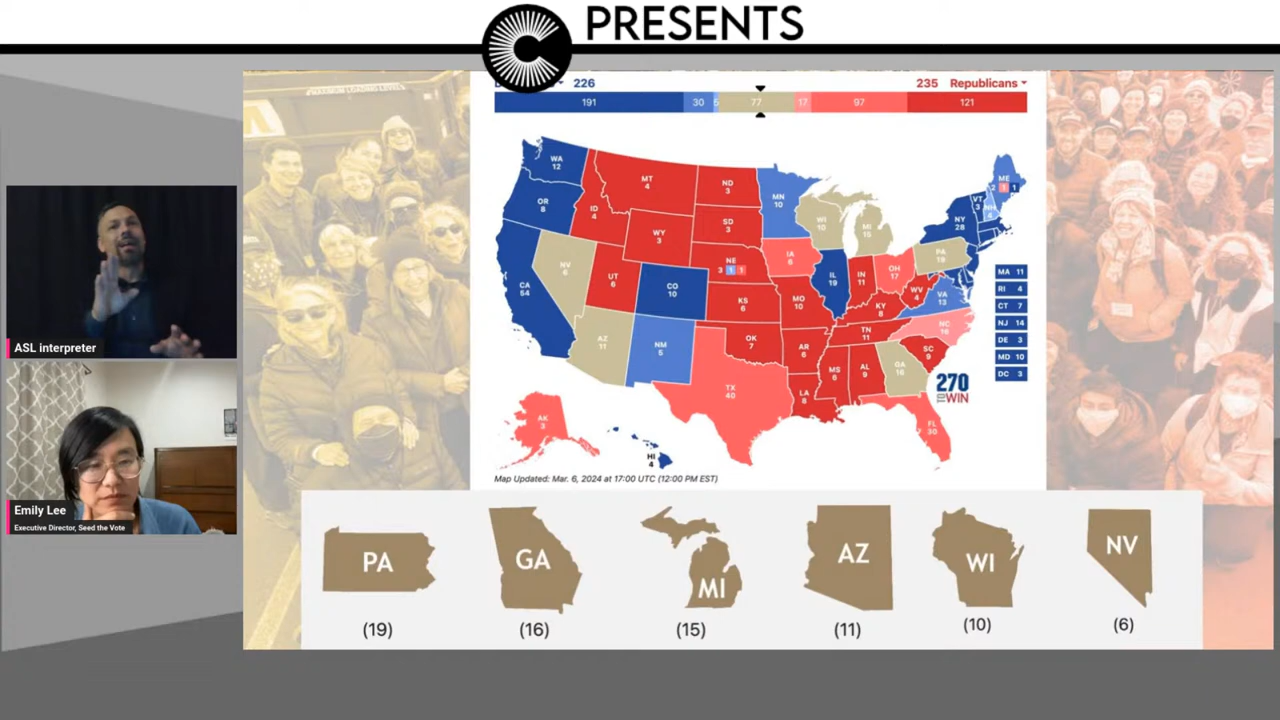 PRESENTS
226
235 Republicans
191
30
5
77
17
97
121
WA
12
OR
8
CA
54
NV
6
ID
4
MT
4
WY
3
UT
6
AZ
11
CO
10
NM
5
ND
3
SD
3
NE
3 1 1
KS
6
OK
7
TX
40
MN
10
IA
6
MO
10
AR
6
LA
8
WI
10
MI
15
IL
19
IN
11
OH
17
KY
8
TN
11
MS
6
AL
9
GA
16
FL
30
SC
9
NC
16
VA
13
WV
4
PA
19
NY
28
VT
3
NH
4
ME
2 1 1
AK
3
HI
4
MA 11
RI 4
CT 7
NJ 14
DE 3
MD 10
DC 3
270
TO WIN
Map Updated: Mar. 6, 2024 at 17:00 UTC (12:00 PM EST)
ASL interpreter
Emily Lee
Executive Director, Seed the Vote
PA
(19)
GA
(16)
MI
(15)
AZ
(11)
WI
(10)
NV
(6)